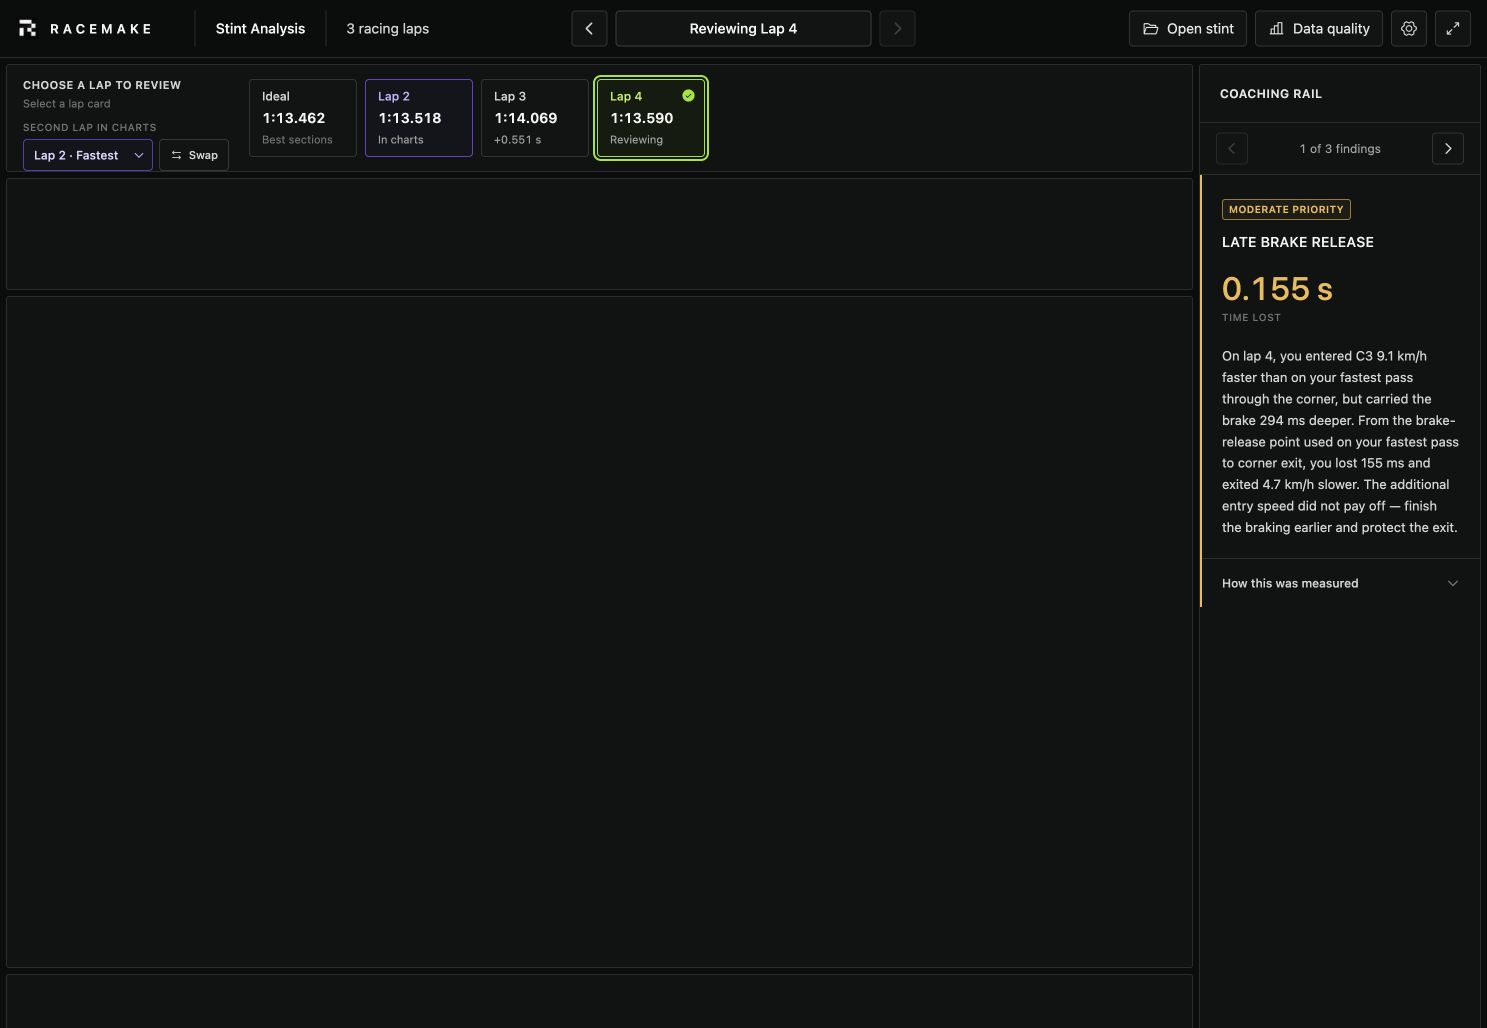 RACEMAKE
Stint Analysis
3 racing laps
Reviewing Lap 4
Open stint
Data quality
CHOOSE A LAP TO REVIEW
Select a lap card
SECOND LAP IN CHARTS
Lap 2 · Fastest
Swap
Ideal
1:13.462
Best sections
Lap 2
1:13.518
In charts
Lap 3
1:14.069
+0.551 s
Lap 4
1:13.590
Reviewing
COACHING RAIL
1 of 3 findings
MODERATE PRIORITY
LATE BRAKE RELEASE
0.155 s
TIME LOST
On lap 4, you entered C3 9.1 km/h
faster than on your fastest pass
through the corner, but carried the
brake 294 ms deeper. From the brake-
release point used on your fastest pass
to corner exit, you lost 155 ms and
exited 4.7 km/h slower. The additional
entry speed did not pay off — finish
the braking earlier and protect the exit.
How this was measured